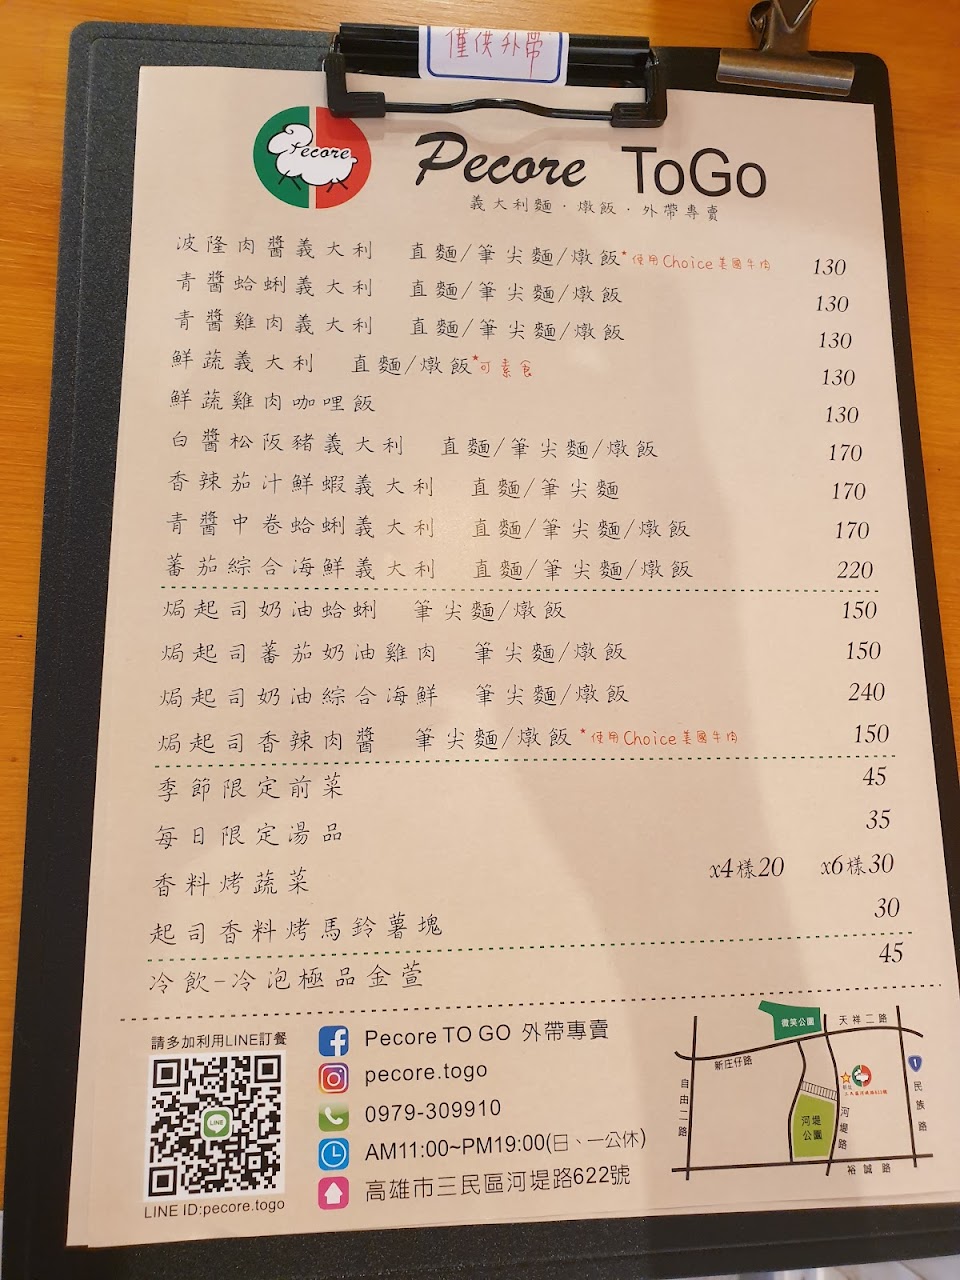 僅供外帶
Pecore
Pecore ToGo
義大利麵·燉飯·外帶專賣
波隆肉醬義大利 直麵/筆尖麵/燉飯*使用Choice美國牛肉 130
青醬蛤蜊義大利 直麵/筆尖麵/燉飯 130
青醬雞肉義大利 直麵/筆尖麵/燉飯 130
鮮蔬義大利 直麵/燉飯*可素食 130
鮮蔬雞肉咖哩飯 130
白醬松阪豬義大利 直麵/筆尖麵/燉飯 170
香辣茄汁鮮蝦義大利 直麵/筆尖麵 170
青醬中卷蛤蜊義大利 直麵/筆尖麵/燉飯 170
蕃茄綜合海鮮義大利 直麵/筆尖麵/燉飯 220
焗起司奶油蛤蜊 筆尖麵/燉飯 150
焗起司蕃茄奶油雞肉 筆尖麵/燉飯 150
焗起司奶油綜合海鮮 筆尖麵/燉飯 240
焗起司香辣肉醬 筆尖麵/燉飯 *使用Choice美國牛肉 150
季節限定前菜 45
每日限定湯品 35
香料烤蔬菜 x4樣20 x6樣30
起司香料烤馬鈴薯塊 30
冷飲-冷泡極品金萱 45
請多加利用LINE訂餐
LINE
LINE ID:pecore.togo
Pecore TO GO 外帶專賣
pecore.togo
0979-309910
AM11:00~PM19:00(日、一公休)
高雄市三民區河堤路622號
微笑公園
天祥二路
新庄仔路
自由二路
河堤公園
河堤路
1
民族路
裕誠路